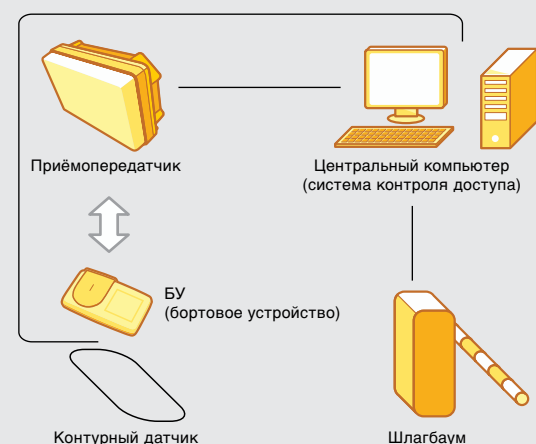 Приёмопередатчик
Центральный компьютер
(система контроля доступа)
БУ
(бортовое устройство)
Контурный датчик
Шлагбаум